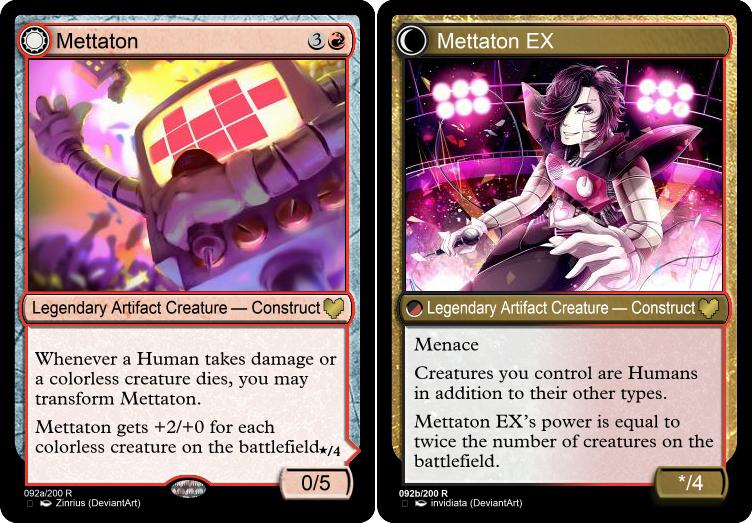 Mettaton 3
Legendary Artifact Creature — Construct
Whenever a Human takes damage or
a colorless creature dies, you may
transform Mettaton.
Mettaton gets +2/+0 for each
colorless creature on the battlefield.
*/4
0/5
092a/200 R
Zinrius (DeviantArt)
Mettaton EX
Legendary Artifact Creature — Construct
Menace
Creatures you control are Humans
in addition to their other types.
Mettaton EX's power is equal to
twice the number of creatures on the
battlefield.
*/4
092b/200 R
invidiata (DeviantArt)